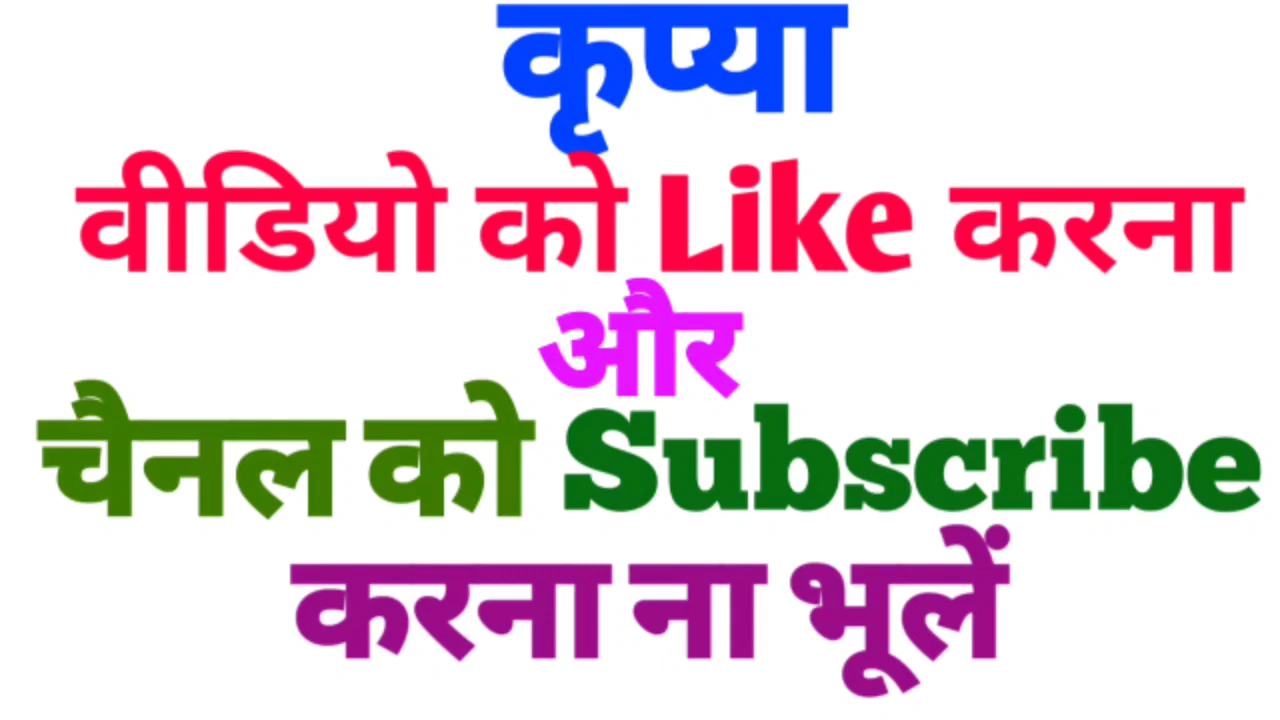 कृप्या
वीडियो को Like करना
और
चैनल को Subscribe
करना ना भूलें